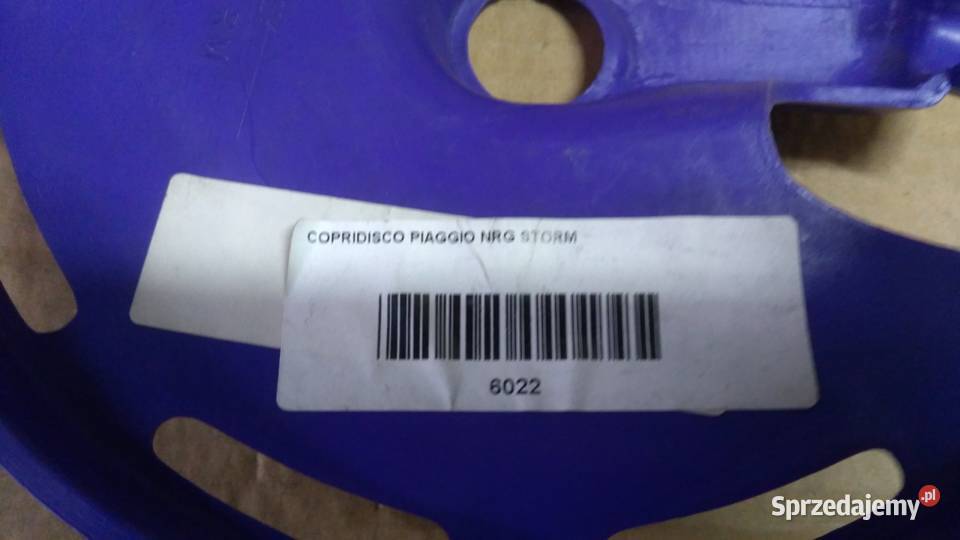 COPRIDISCO PIAGGIO NRG STORM
6022
Sprzedajemy.pl